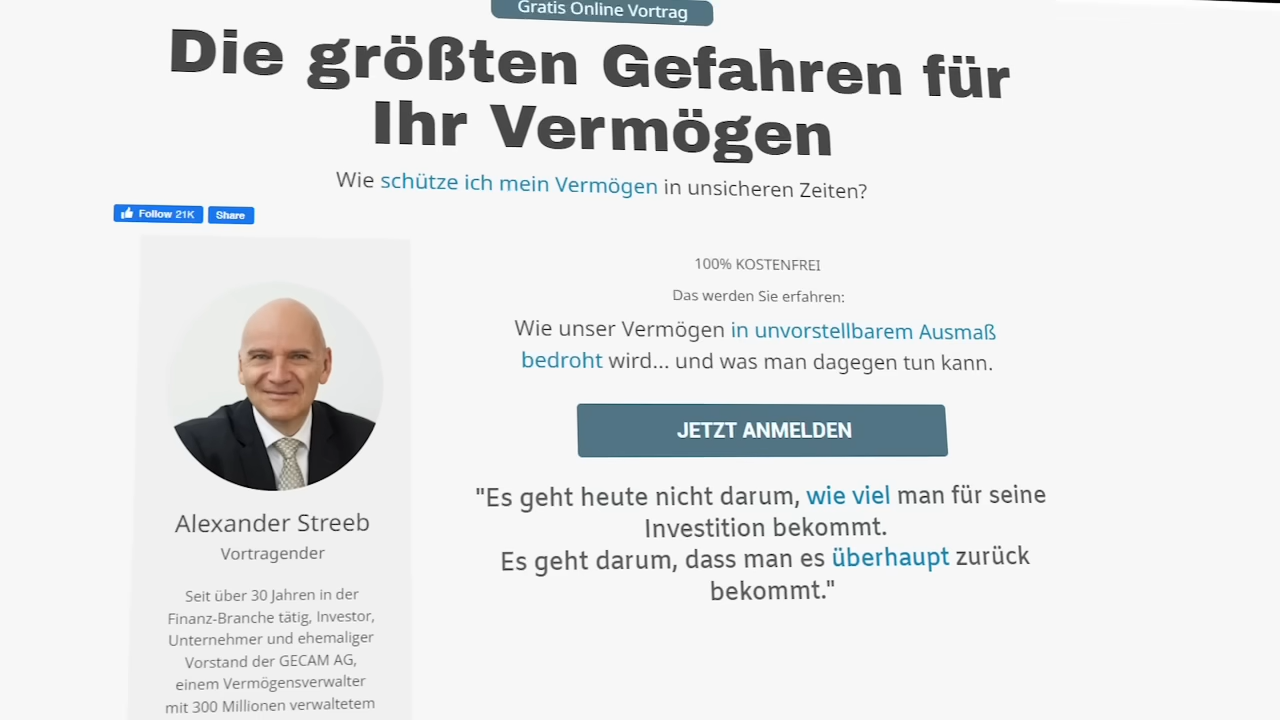 Gratis Online Vortrag
Die größten Gefahren für
Ihr Vermögen
Wie schütze ich mein Vermögen in unsicheren Zeiten?
Follow 21K
Share
Alexander Streeb
Vortragender
Seit über 30 Jahren in der
Finanz-Branche tätig, Investor,
Unternehmer und ehemaliger
Vorstand der GECAM AG,
einem Vermögensverwalter
mit 300 Millionen verwaltetem
100% KOSTENFREI
Das werden Sie erfahren:
Wie unser Vermögen in unvorstellbarem Ausmaß
bedroht wird... und was man dagegen tun kann.
JETZT ANMELDEN
"Es geht heute nicht darum, wie viel man für seine
Investition bekommt.
Es geht darum, dass man es überhaupt zurück
bekommt."